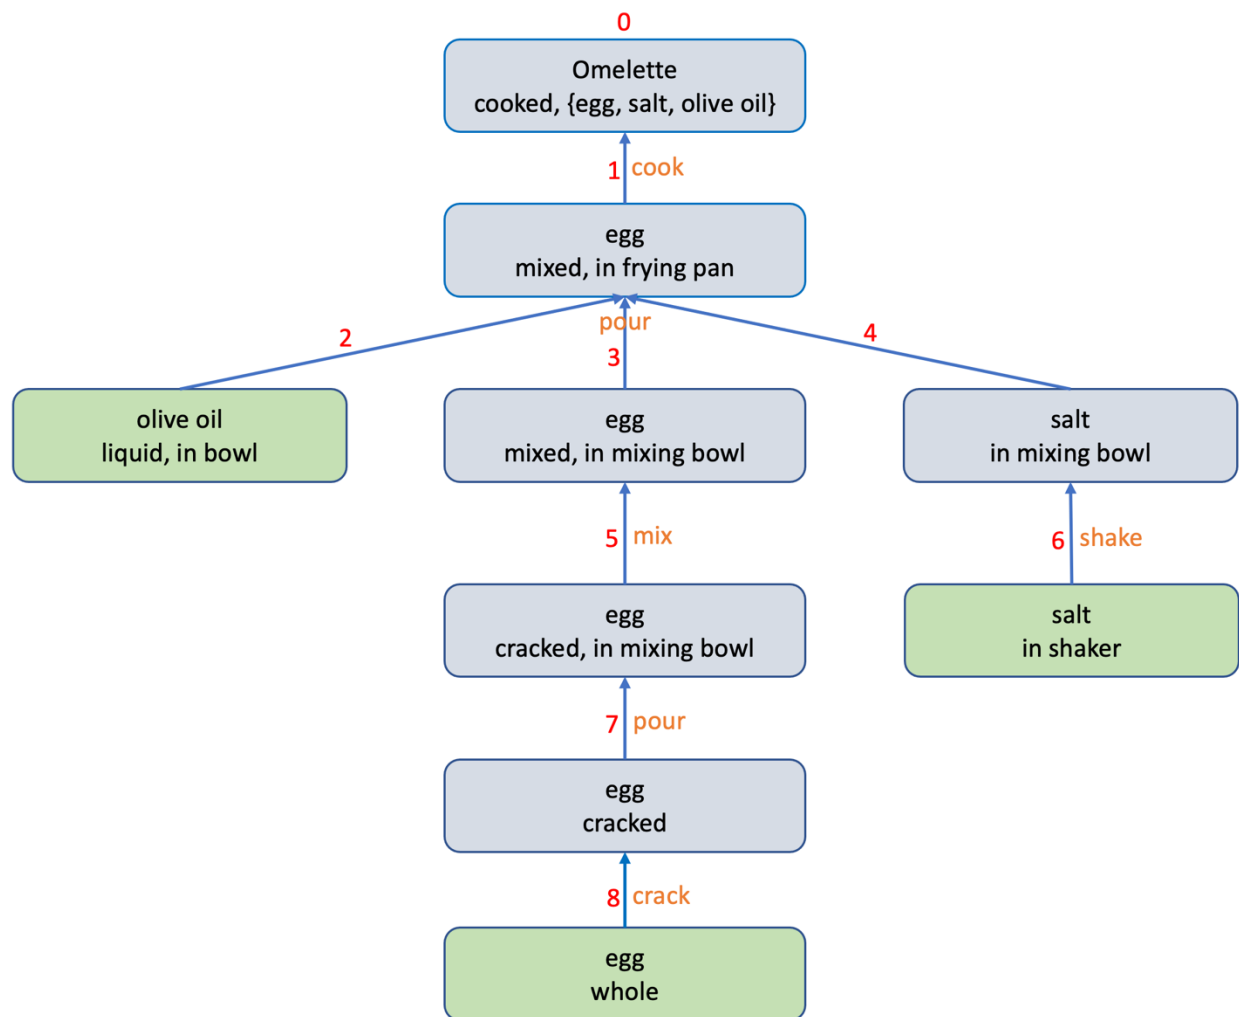 0
Omelette
cooked, {egg, salt, olive oil}
1 cook
egg
mixed, in frying pan
2
pour
4
3
olive oil
liquid, in bowl
egg
mixed, in mixing bowl
salt
in mixing bowl
5 mix
6 shake
egg
cracked, in mixing bowl
salt
in shaker
7 pour
egg
cracked
8 crack
egg
whole